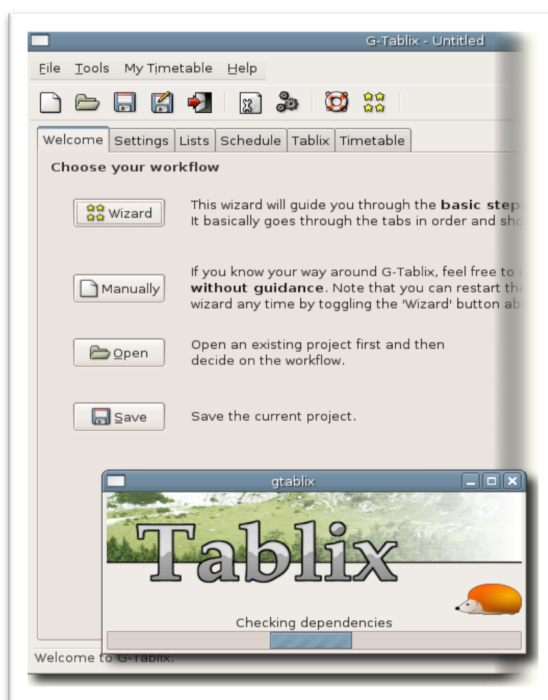 G-Tablix - Untitled
File Tools My Timetable Help
Welcome Settings Lists Schedule Tablix Timetable
Choose your workflow
Wizard
This wizard will guide you through the basic step
It basically goes through the tabs in order and sho
Manually
If you know your way around G-Tablix, feel free to
without guidance. Note that you can restart the
wizard any time by toggling the 'Wizard' button ab
Open
Open an existing project first and then
decide on the workflow.
Save
Save the current project.
gtablix
Tablix
Checking dependencies
Welcome to G-Tablix.